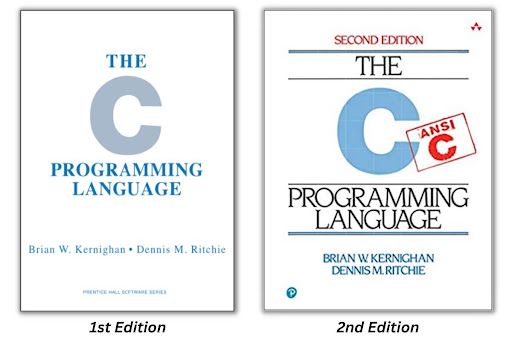 THE
C
PROGRAMMING
LANGUAGE
Brian W. Kernighan • Dennis M. Ritchie
PRENTICE HALL SOFTWARE SERIES
1st Edition
SECOND EDITION
THE
C
ANSI
C
PROGRAMMING
LANGUAGE
BRIAN W. KERNIGHAN
DENNIS M. RITCHIE
2nd Edition